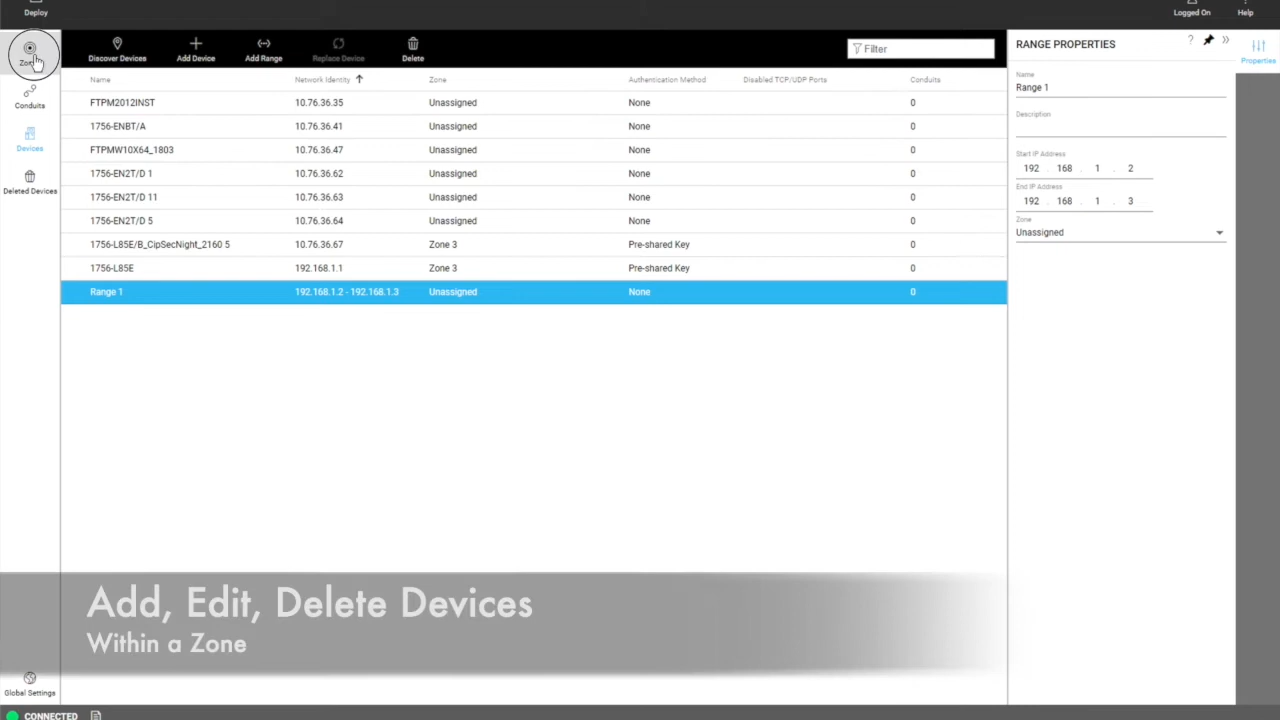 Deploy
Logged On
Help
Discover Devices
Add Device
Add Range
Replace Device
Delete
Filter
RANGE PROPERTIES
?
Properties
Conduits
Devices
Deleted Devices
Name
Network Identity
Zone
Authentication Method
Disabled TCP/UDP Ports
Conduits
FTPM2012INST 10.76.36.35 Unassigned None 0
1756-ENBT/A 10.76.36.41 Unassigned None 0
FTPMW10X64_1803 10.76.36.47 Unassigned None 0
1756-EN2T/D 1 10.76.36.62 Unassigned None 0
1756-EN2T/D 11 10.76.36.63 Unassigned None 0
1756-EN2T/D 5 10.76.36.64 Unassigned None 0
1756-L85E/B_CipSecNight_2160 5 10.76.36.67 Zone 3 Pre-shared Key 0
1756-L85E 192.168.1.1 Zone 3 Pre-shared Key 0
Range 1 192.168.1.2 - 192.168.1.3 Unassigned None 0
Name
Range 1
Description
Start IP Address
192 . 168 . 1 . 2
End IP Address
192 . 168 . 1 . 3
Zone
Unassigned
Add, Edit, Delete Devices
Within a Zone
Global Settings
CONNECTED